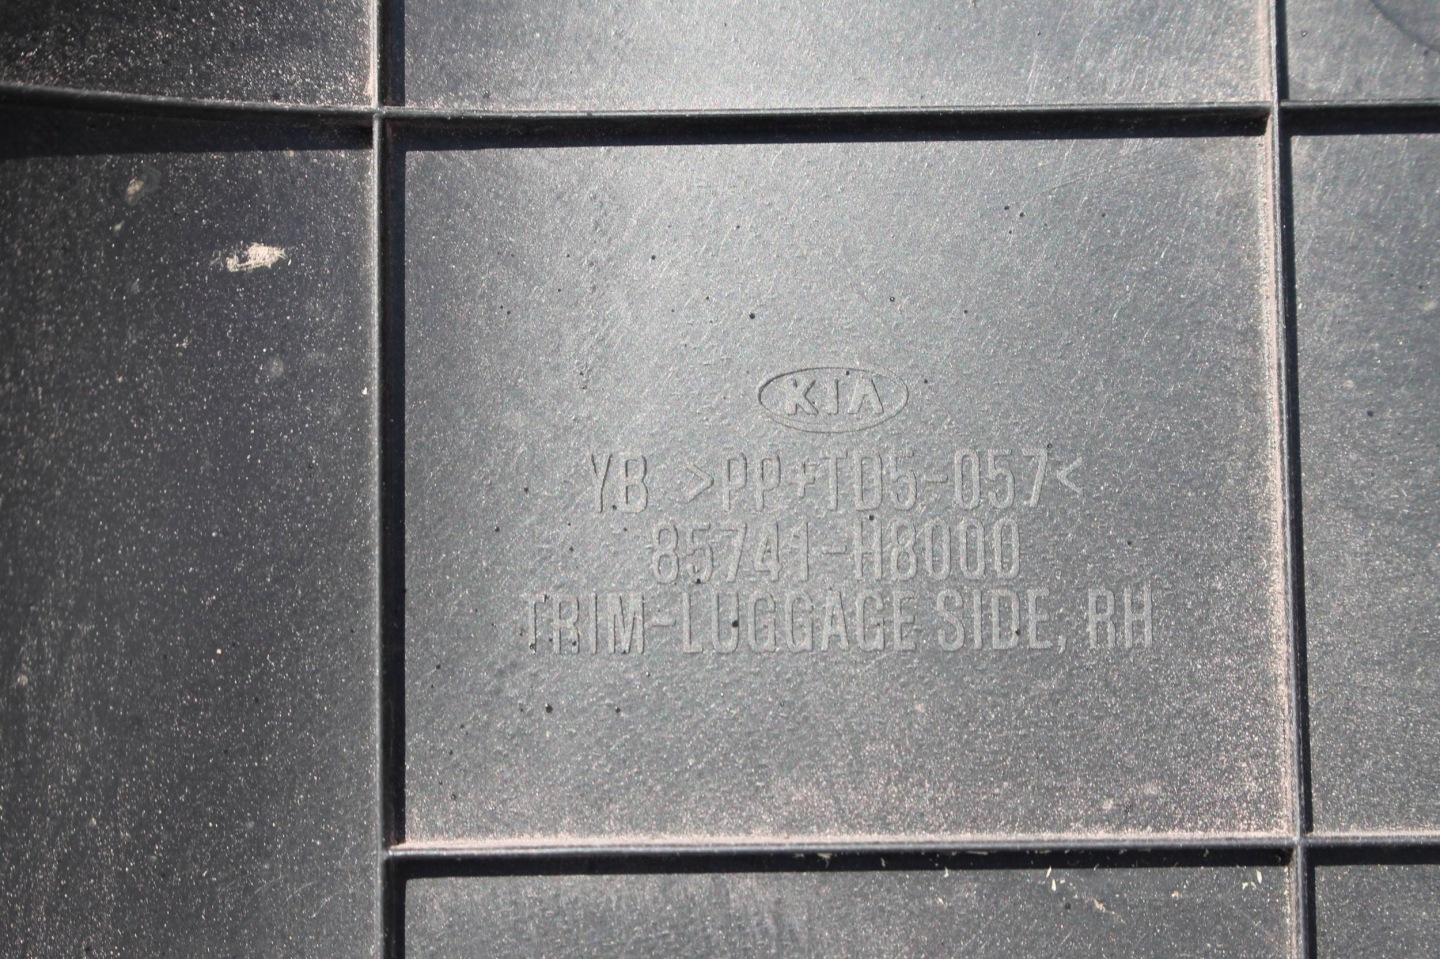 KIA
YB >PP+TD5-057<
85741-H8000
TRIM-LUGGAGE SIDE, RH